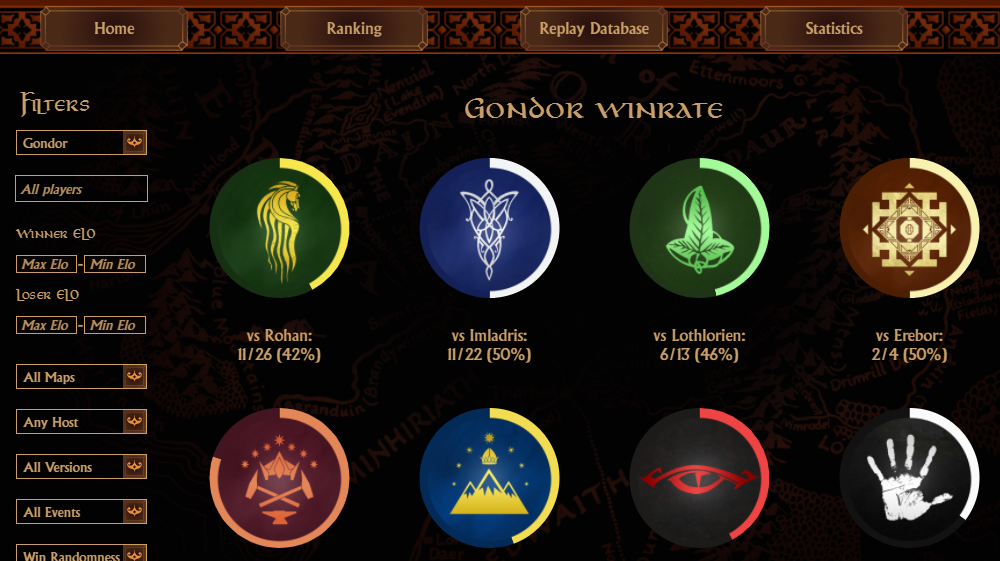 Home
Ranking
Replay Database
Statistics
Filters
Gondor
All players
Winner ELO
Max Elo - Min Elo
Loser ELO
Max Elo - Min Elo
All Maps
Any Host
All Versions
All Events
Win Randomness
Gondor winrate
vs Rohan:
11/26 (42%)
vs Imladris:
11/22 (50%)
vs Lothlorien:
6/13 (46%)
vs Erebor:
2/4 (50%)
Ettenmoors
MINHIRIATH